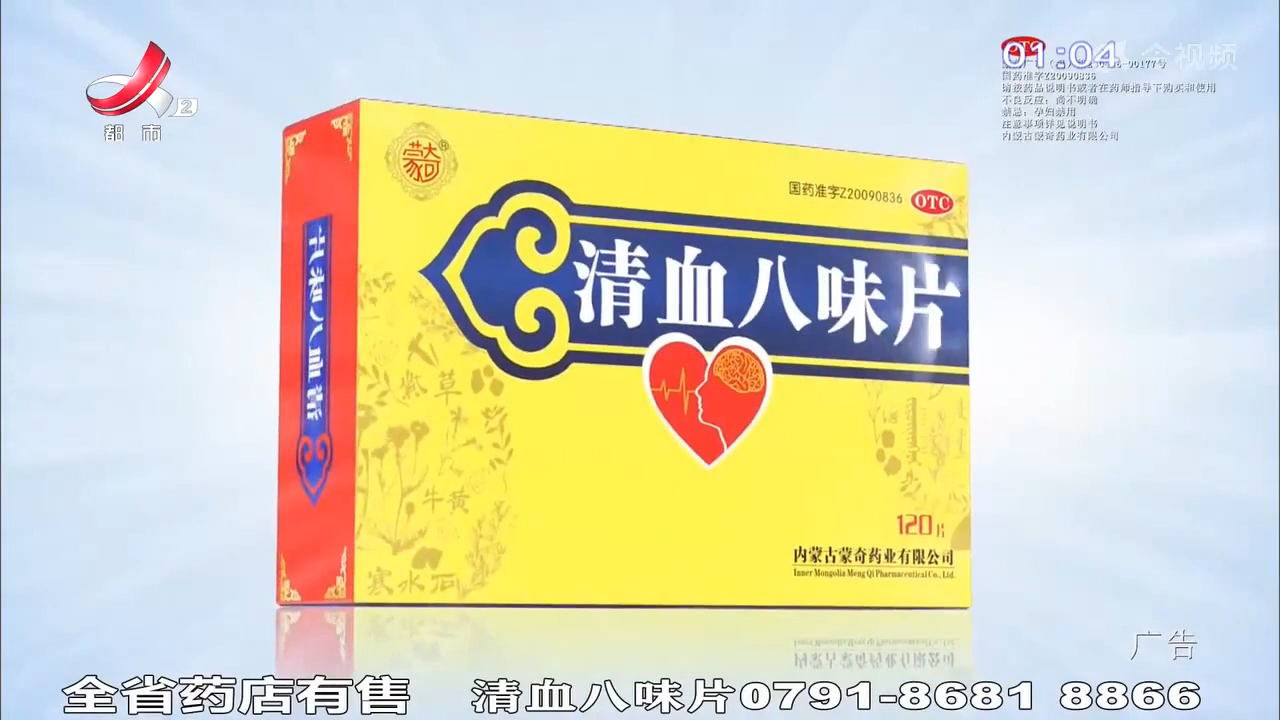 都市
2
01:04
今视频
OTC
国药准字Z20090836
请按药品说明书或者在药师指导下购买和使用
不良反应：尚不明确
禁忌：孕妇禁用
注意事项详见说明书
内蒙古蒙奇药业有限公司
蒙奇®
国药准字Z20090836
OTC
清血八味片
紫草
牛黄
寒水石
120片
内蒙古蒙奇药业有限公司
Inner Mongolia Meng Qi Pharmaceutical Co., Ltd.
广告
全省药店有售 清血八味片0791-8681 8866